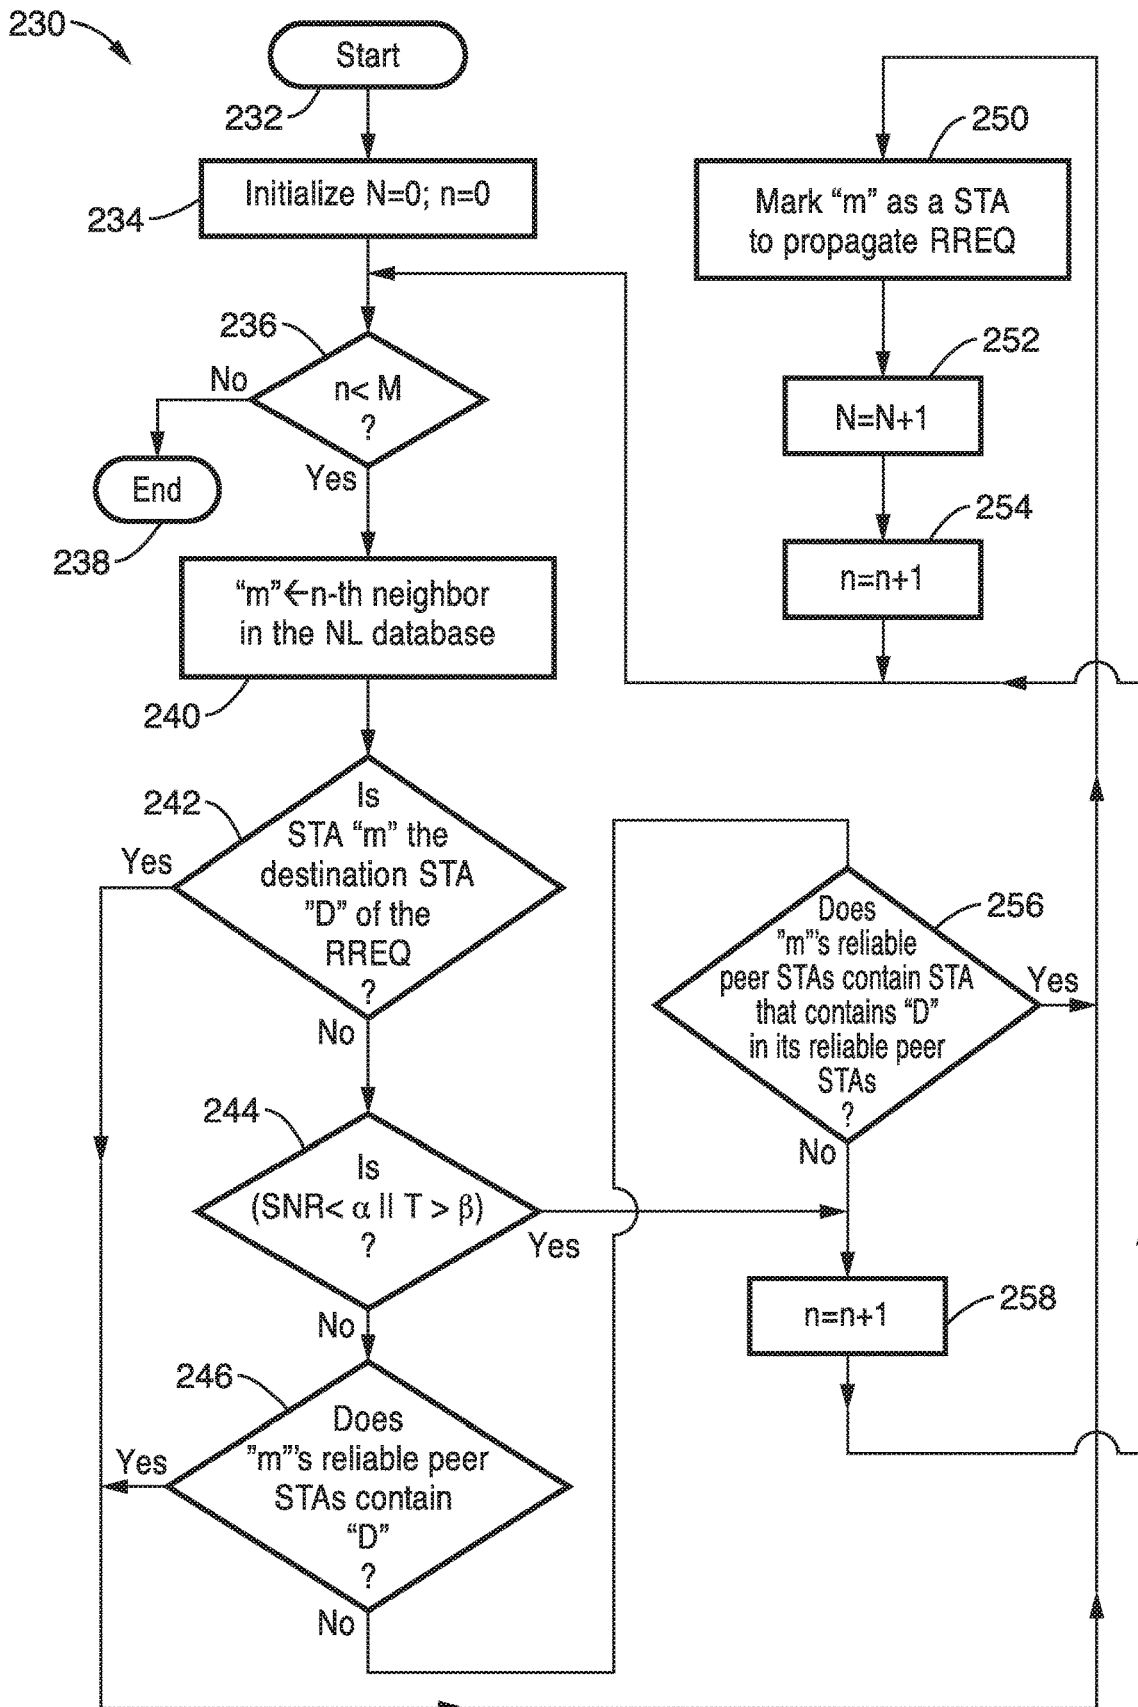 230
Start
232
Initialize N=0; n=0
234
236
n< M
?
No
Yes
End
238
"m"←n-th neighbor
in the NL database
240
242
Is
STA "m" the
destination STA
"D" of the
RREQ
?
Yes
No
244
Is
(SNR< α || T > β)
?
Yes
No
246
Does
"m"'s reliable peer
STAs contain
"D"
?
Yes
No
250
Mark "m" as a STA
to propagate RREQ
252
N=N+1
254
n=n+1
256
Does
"m"'s reliable
peer STAs contain STA
that contains "D"
in its reliable peer
STAs
?
Yes
No
258
n=n+1